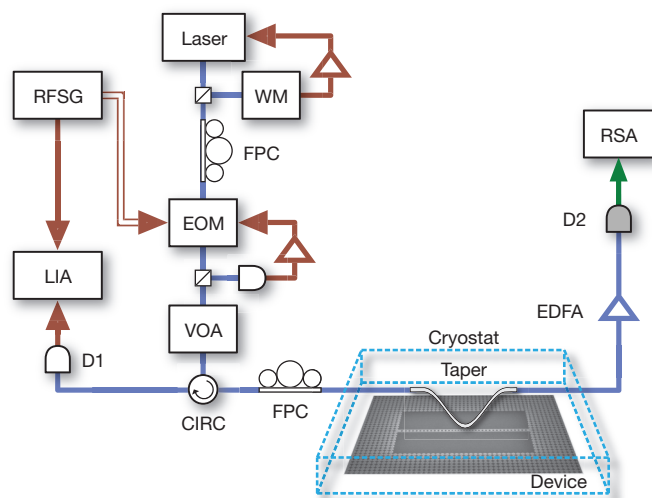 Laser
RFSG
WM
RSA
FPC
EOM
D2
LIA
VOA
EDFA
D1
Cryostat
Taper
CIRC
FPC
Device